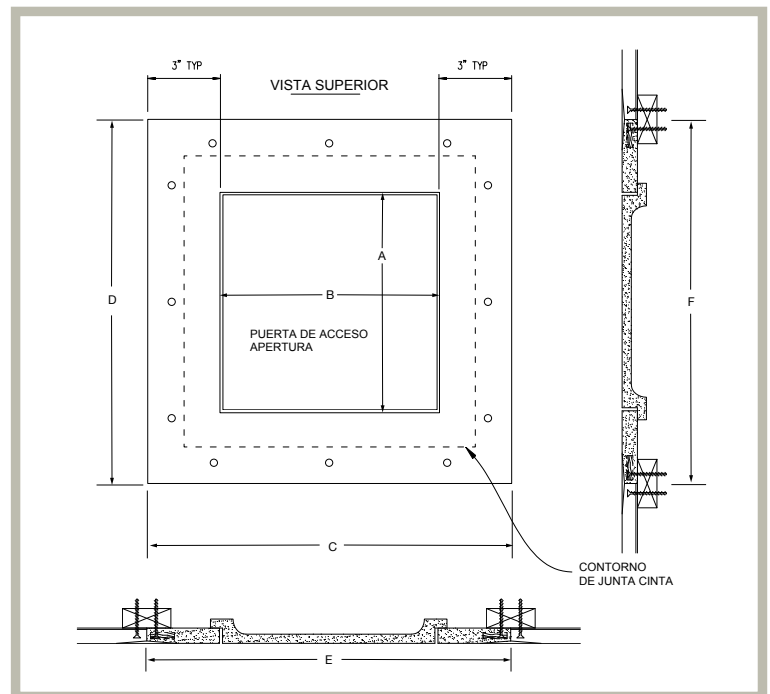 3" TYP
3" TYP
VISTA SUPERIOR
A
B
D
F
PUERTA DE ACCESO
APERTURA
C
CONTORNO
DE JUNTA CINTA
E